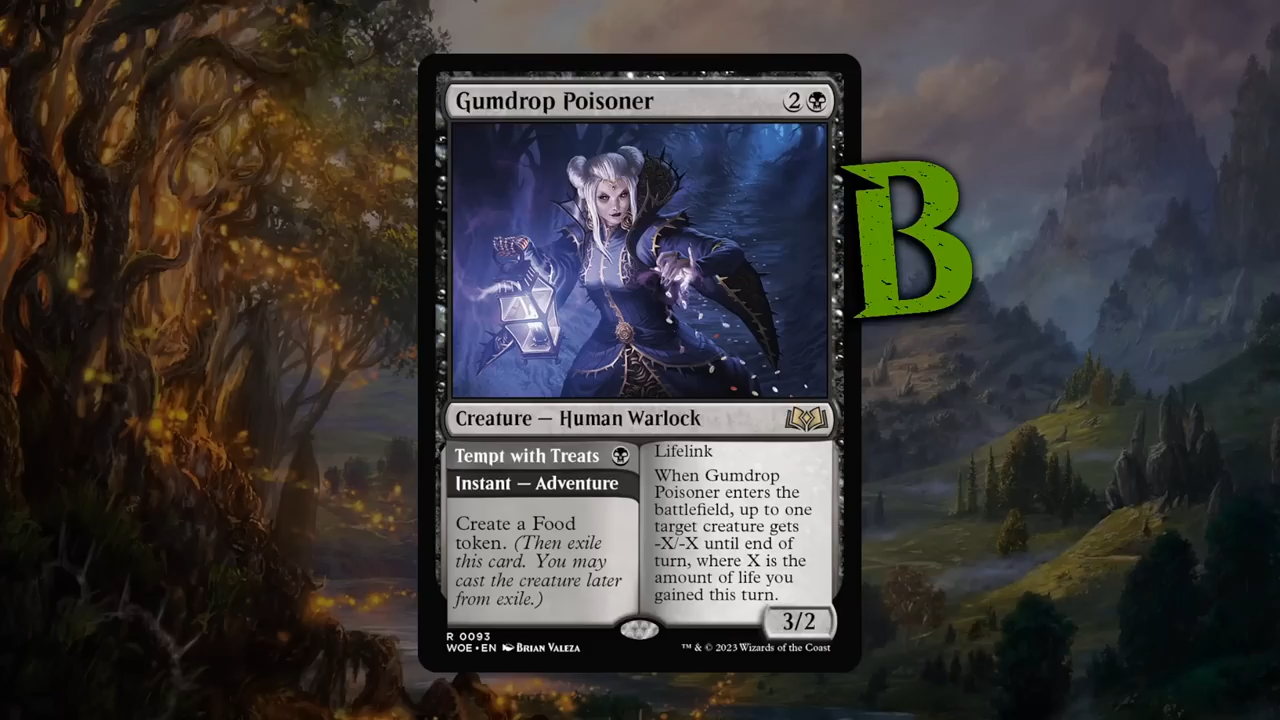 Gumdrop Poisoner 2
B
Creature — Human Warlock
Tempt with Treats
Instant — Adventure
Create a Food
token. (Then exile
this card. You may
cast the creature later
from exile.)
Lifelink
When Gumdrop
Poisoner enters the
battlefield, up to one
target creature gets
-X/-X until end of
turn, where X is the
amount of life you
gained this turn.
3/2
R 0093
WOE • EN Brian Valeza
™ & © 2023 Wizards of the Coast